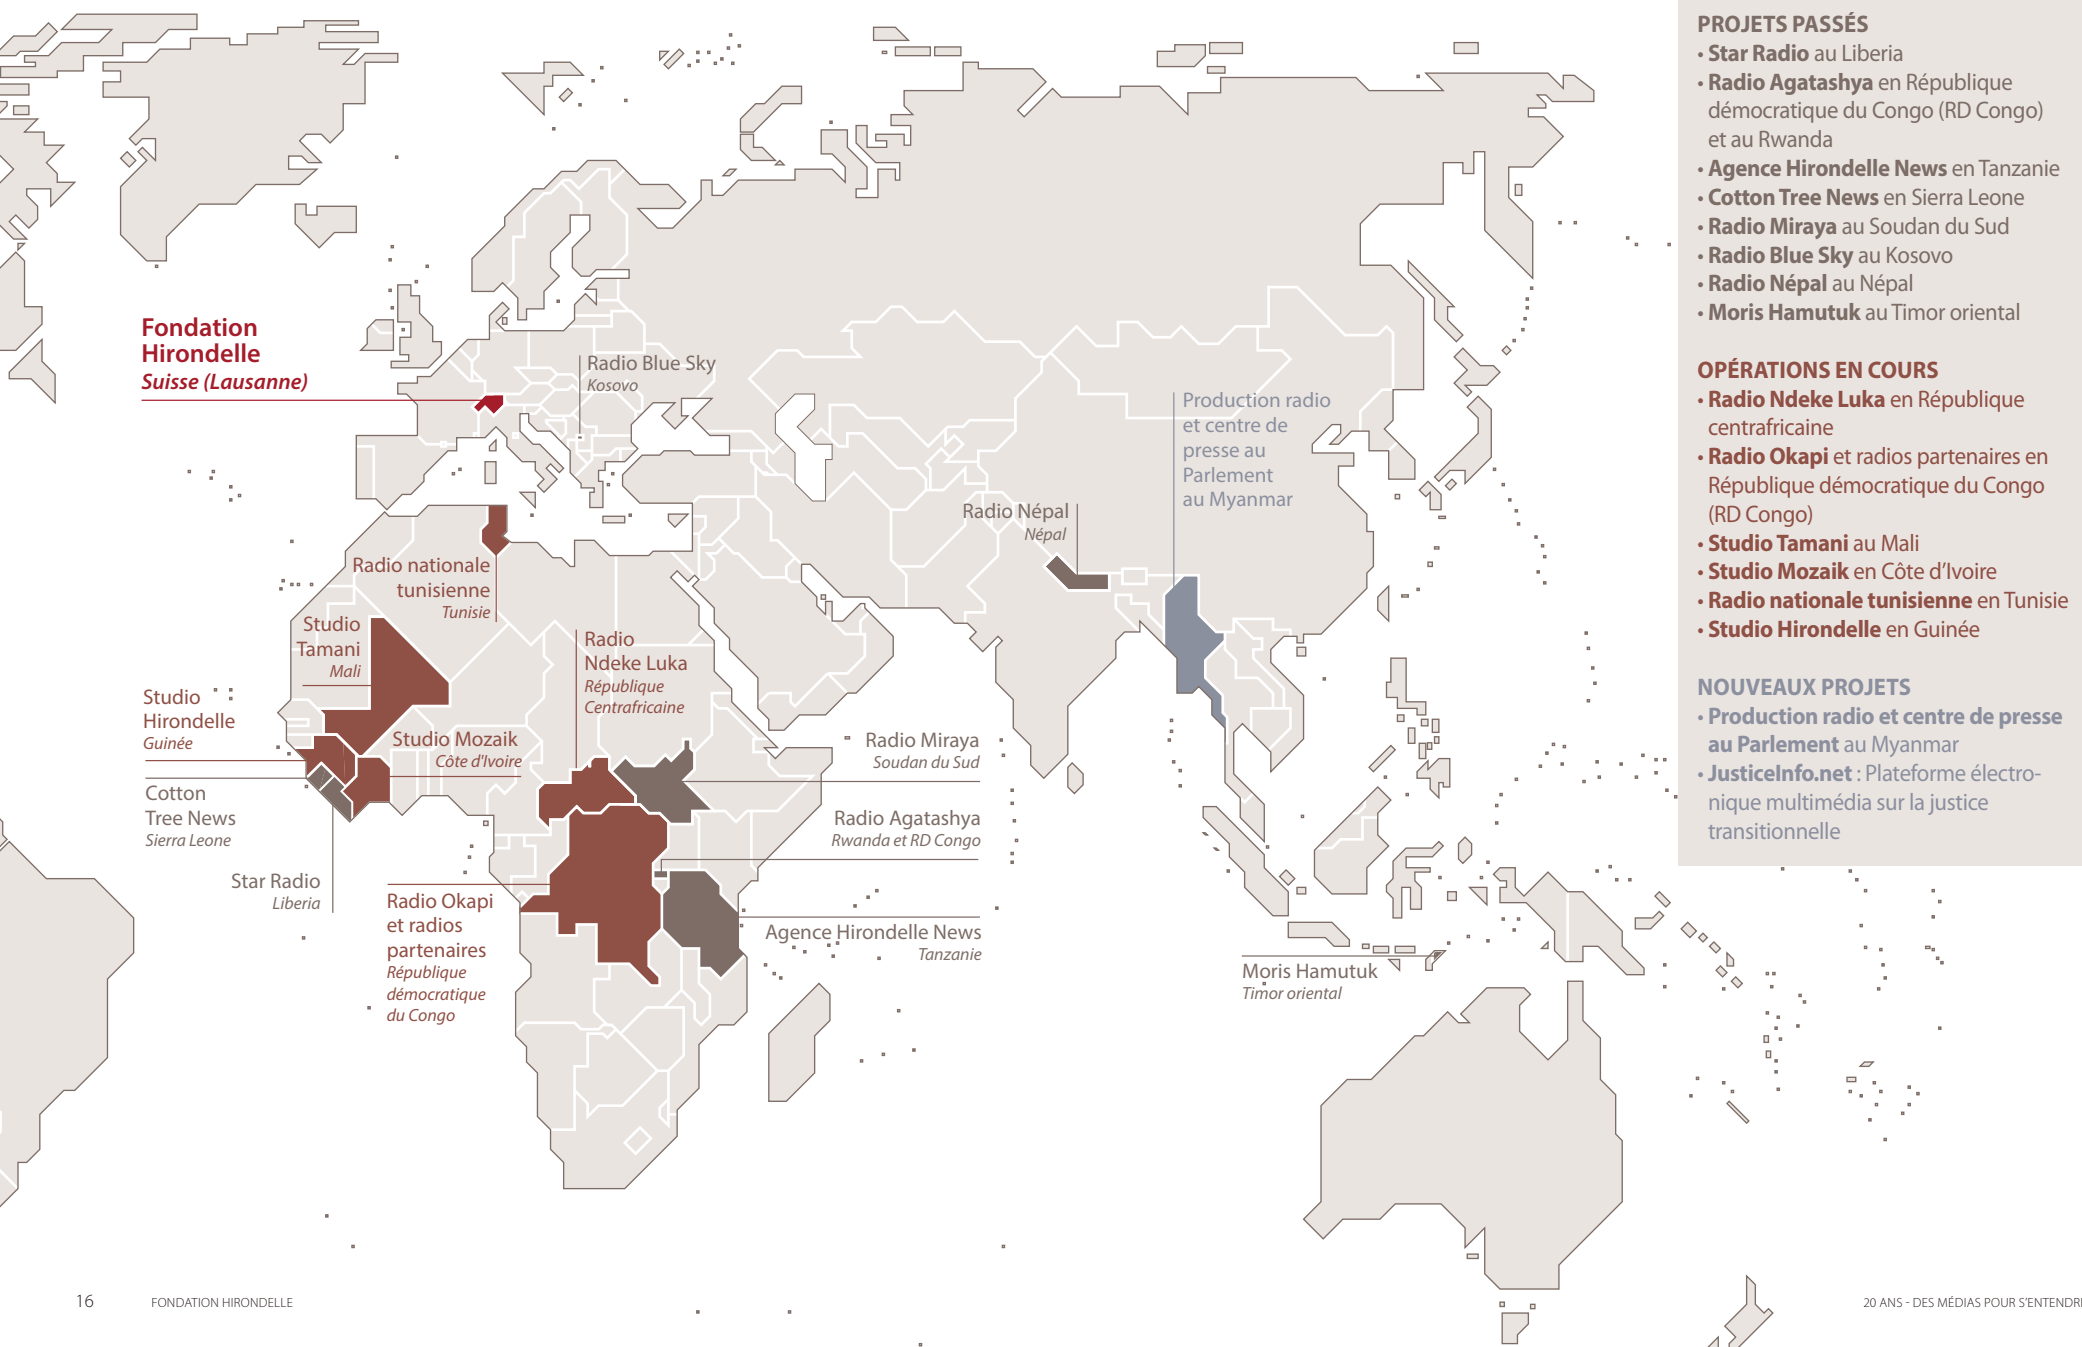 Fondation
Hirondelle
Suisse (Lausanne)
Radio Blue Sky
Kosovo
Production radio
et centre de
presse au
Parlement
au Myanmar
Radio Népal
Népal
Radio nationale
tunisienne
Tunisie
Studio
Tamani
Mali
Radio
Ndeke Luka
République
Centrafricaine
Studio
Hirondelle
Guinée
Studio Mozaik
Côte d'Ivoire
Radio Miraya
Soudan du Sud
Cotton
Tree News
Sierra Leone
Radio Agatashya
Rwanda et RD Congo
Star Radio
Liberia
Radio Okapi
et radios
partenaires
République
démocratique
du Congo
Agence Hirondelle News
Tanzanie
Moris Hamutuk
Timor oriental
PROJETS PASSÉS
• Star Radio au Liberia
• Radio Agatashya en République
démocratique du Congo (RD Congo)
et au Rwanda
• Agence Hirondelle News en Tanzanie
• Cotton Tree News en Sierra Leone
• Radio Miraya au Soudan du Sud
• Radio Blue Sky au Kosovo
• Radio Népal au Népal
• Moris Hamutuk au Timor oriental
OPÉRATIONS EN COURS
• Radio Ndeke Luka en République
centrafricaine
• Radio Okapi et radios partenaires en
République démocratique du Congo
(RD Congo)
• Studio Tamani au Mali
• Studio Mozaik en Côte d'Ivoire
• Radio nationale tunisienne en Tunisie
• Studio Hirondelle en Guinée
NOUVEAUX PROJETS
• Production radio et centre de presse
au Parlement au Myanmar
• JusticeInfo.net : Plateforme électro-
nique multimédia sur la justice
transitionnelle
16
FONDATION HIRONDELLE
20 ANS - DES MÉDIAS POUR S'ENTENDRE